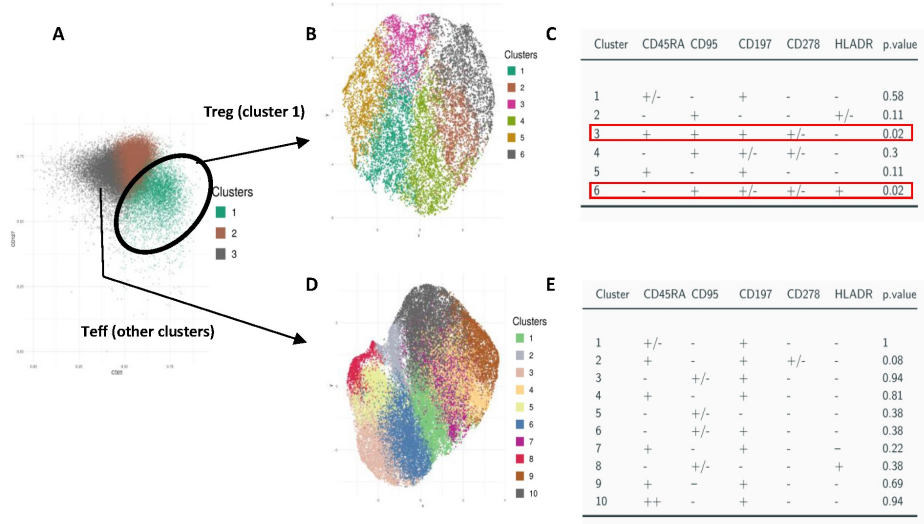 A
B
C
D
E
Treg (cluster 1)
Teff (other clusters)
Clusters
1
2
3
CD127
CD25
Clusters
1
2
3
4
5
6
Cluster CD45RA CD95 CD197 CD278 HLADR p.value
1 +/- - + - - 0.58
2 - + - - +/- 0.11
3 + + + +/- - 0.02
4 - + +/- +/- - 0.3
5 + - + - - 0.11
6 - + +/- +/- + 0.02
Clusters
1
2
3
4
5
6
7
8
9
10
Cluster CD45RA CD95 CD197 CD278 HLADR p.value
1 +/- - + - - 1
2 + - + +/- - 0.08
3 - +/- + - - 0.94
4 + - + - - 0.81
5 - +/- - - - 0.38
6 - +/- + - - 0.38
7 + - + - – 0.22
8 - +/- - - + 0.38
9 + – + - - 0.69
10 ++ - + - - 0.94